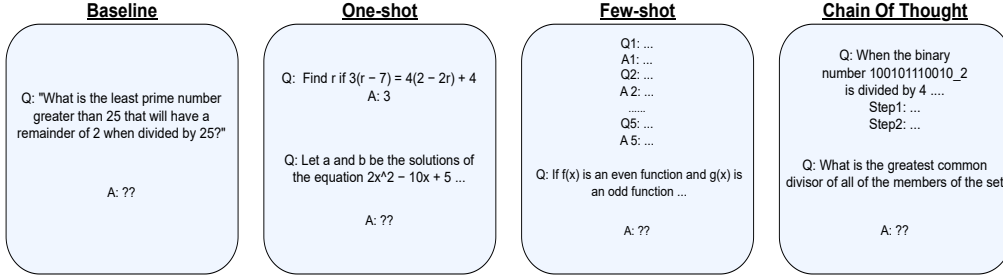 Baseline
Q: "What is the least prime number
greater than 25 that will have a
remainder of 2 when divided by 25?"
A: ??
One-shot
Q: Find r if 3(r − 7) = 4(2 − 2r) + 4
A: 3
Q: Let a and b be the solutions of
the equation 2x^2 − 10x + 5 ...
A: ??
Few-shot
Q1: ...
A1: ...
Q2: ...
A 2: ...
......
Q5: ...
A 5: ...
Q: If f(x) is an even function and g(x) is
an odd function ...
A: ??
Chain Of Thought
Q: When the binary
number 100101110010_2
is divided by 4 ....
Step1: ...
Step2: ...
Q: What is the greatest common
divisor of all of the members of the set
A: ??